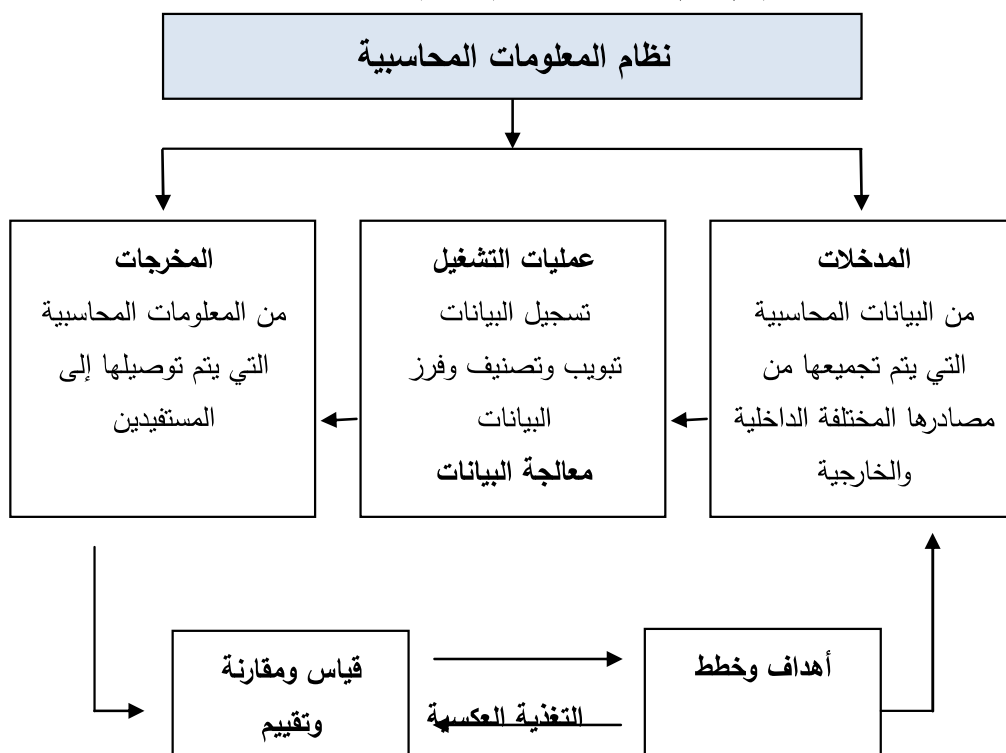 نظام المعلومات المحاسبية
المدخلات
من البيانات المحاسبية
التي يتم تجميعها من
مصادرها المختلفة الداخلية
والخارجية
عمليات التشغيل
تسجيل البيانات
تبويب وتصنيف وفرز
البيانات
معالجة البيانات
المخرجات
من المعلومات المحاسبية
التي يتم توصيلها إلى
المستفيدين
أهداف وخطط
التغذية العكسية
قياس ومقارنة
وتقييم